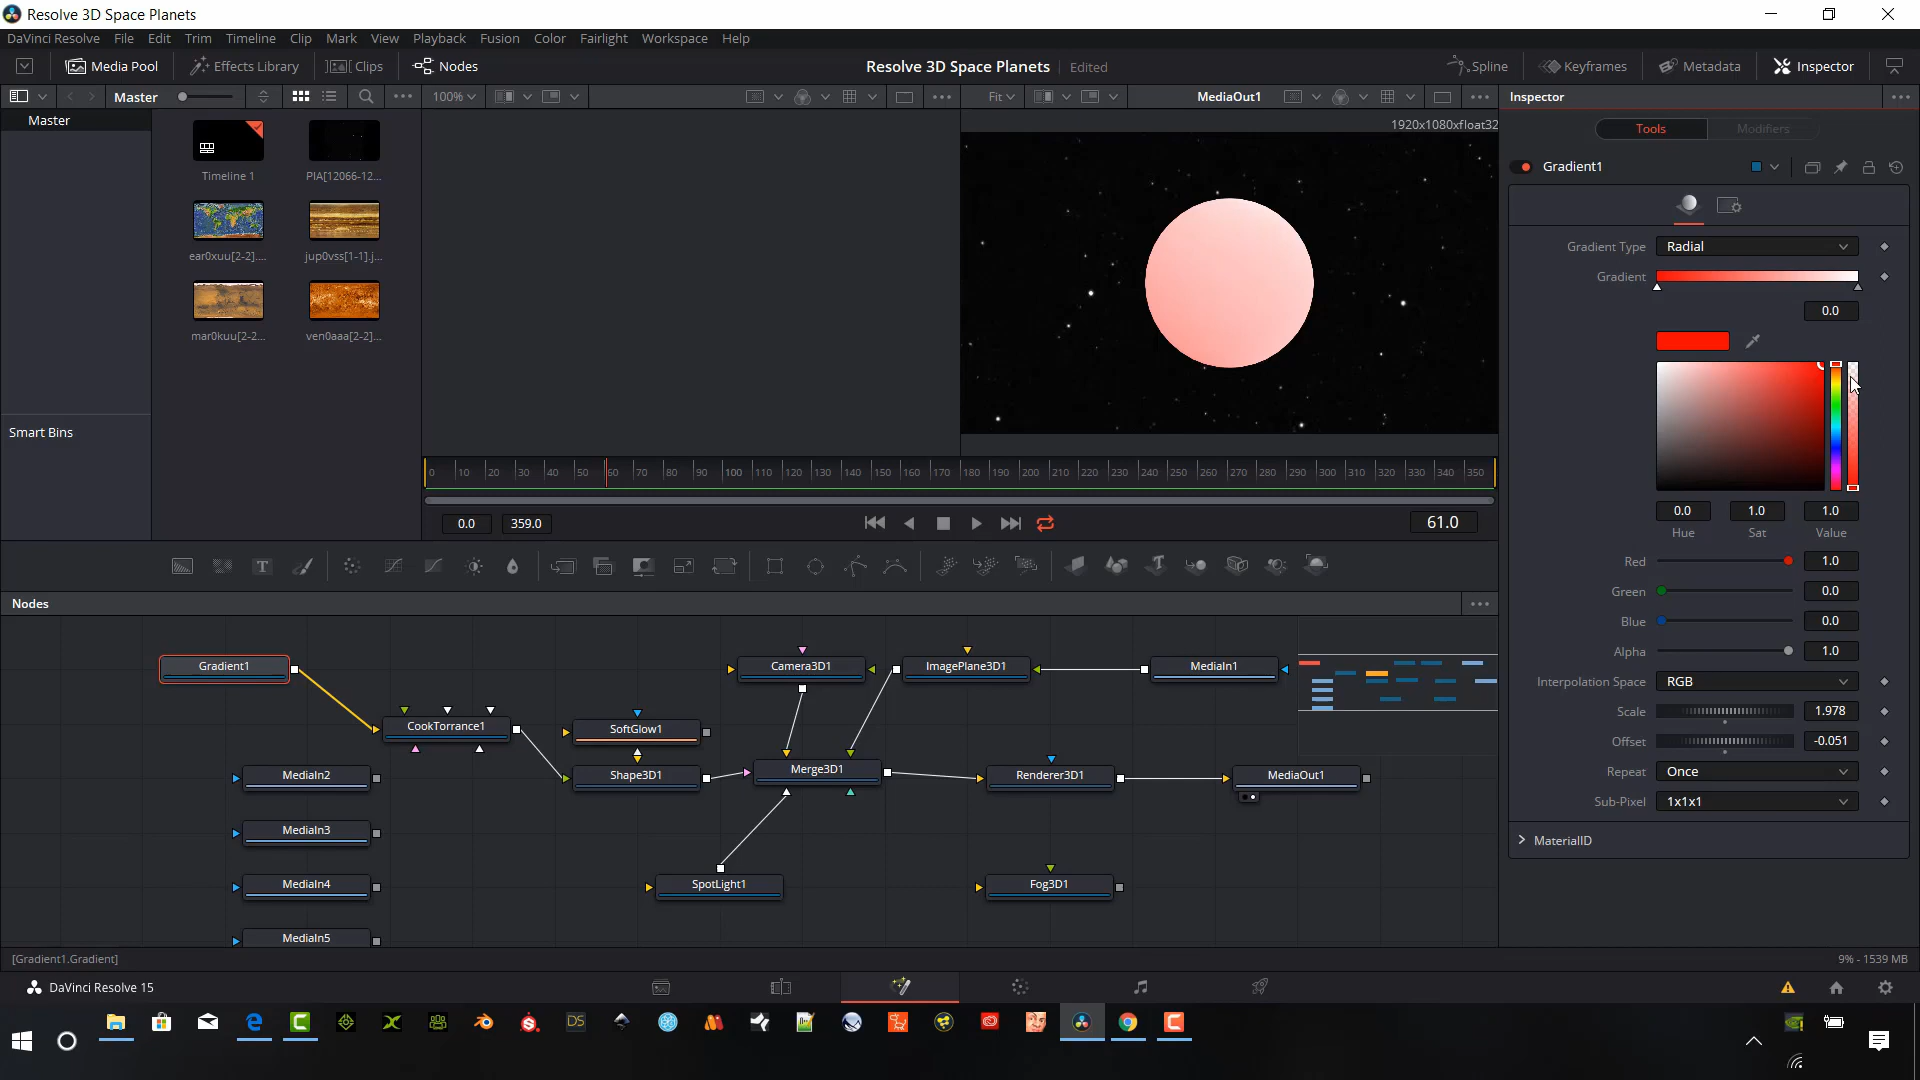 Resolve 3D Space Planets
DaVinci Resolve File Edit Trim Timeline Clip Mark View Playback Fusion Color Fairlight Workspace Help
Media Pool Effects Library Clips Nodes Resolve 3D Space Planets Edited Spline Keyframes Metadata Inspector
Master 100% Fit MediaOut1 Inspector
Master
1920x1080xfloat32
Tools Modifiers
Timeline 1 PIA[12066-12...
Gradient1
ear0xuu[2-2].... jup0vss[1-1].j...
mar0kuu[2-2... ven0aaa[2-2]...
Gradient Type Radial
Gradient
0.0
Smart Bins
0 10 20 30 40 50 60 70 80 90 100 110 120 130 140 150 160 170 180 190 200 210 220 230 240 250 260 270 280 290 300 310 320 330 340 350
0.0 359.0 61.0
0.0 1.0 1.0
Hue Sat Value
Red 1.0
Green 0.0
Blue 0.0
Alpha 1.0
Interpolation Space RGB
Scale 1.978
Offset -0.051
Repeat Once
Sub-Pixel 1x1x1
MaterialID
Nodes
Gradient1 Camera3D1 ImagePlane3D1 MediaIn1
CookTorrance1 SoftGlow1
MediaIn2 Shape3D1 Merge3D1 Renderer3D1 MediaOut1
MediaIn3
MediaIn4 SpotLight1 Fog3D1
MediaIn5
[Gradient1.Gradient] 9% - 1539 MB
DaVinci Resolve 15
DS